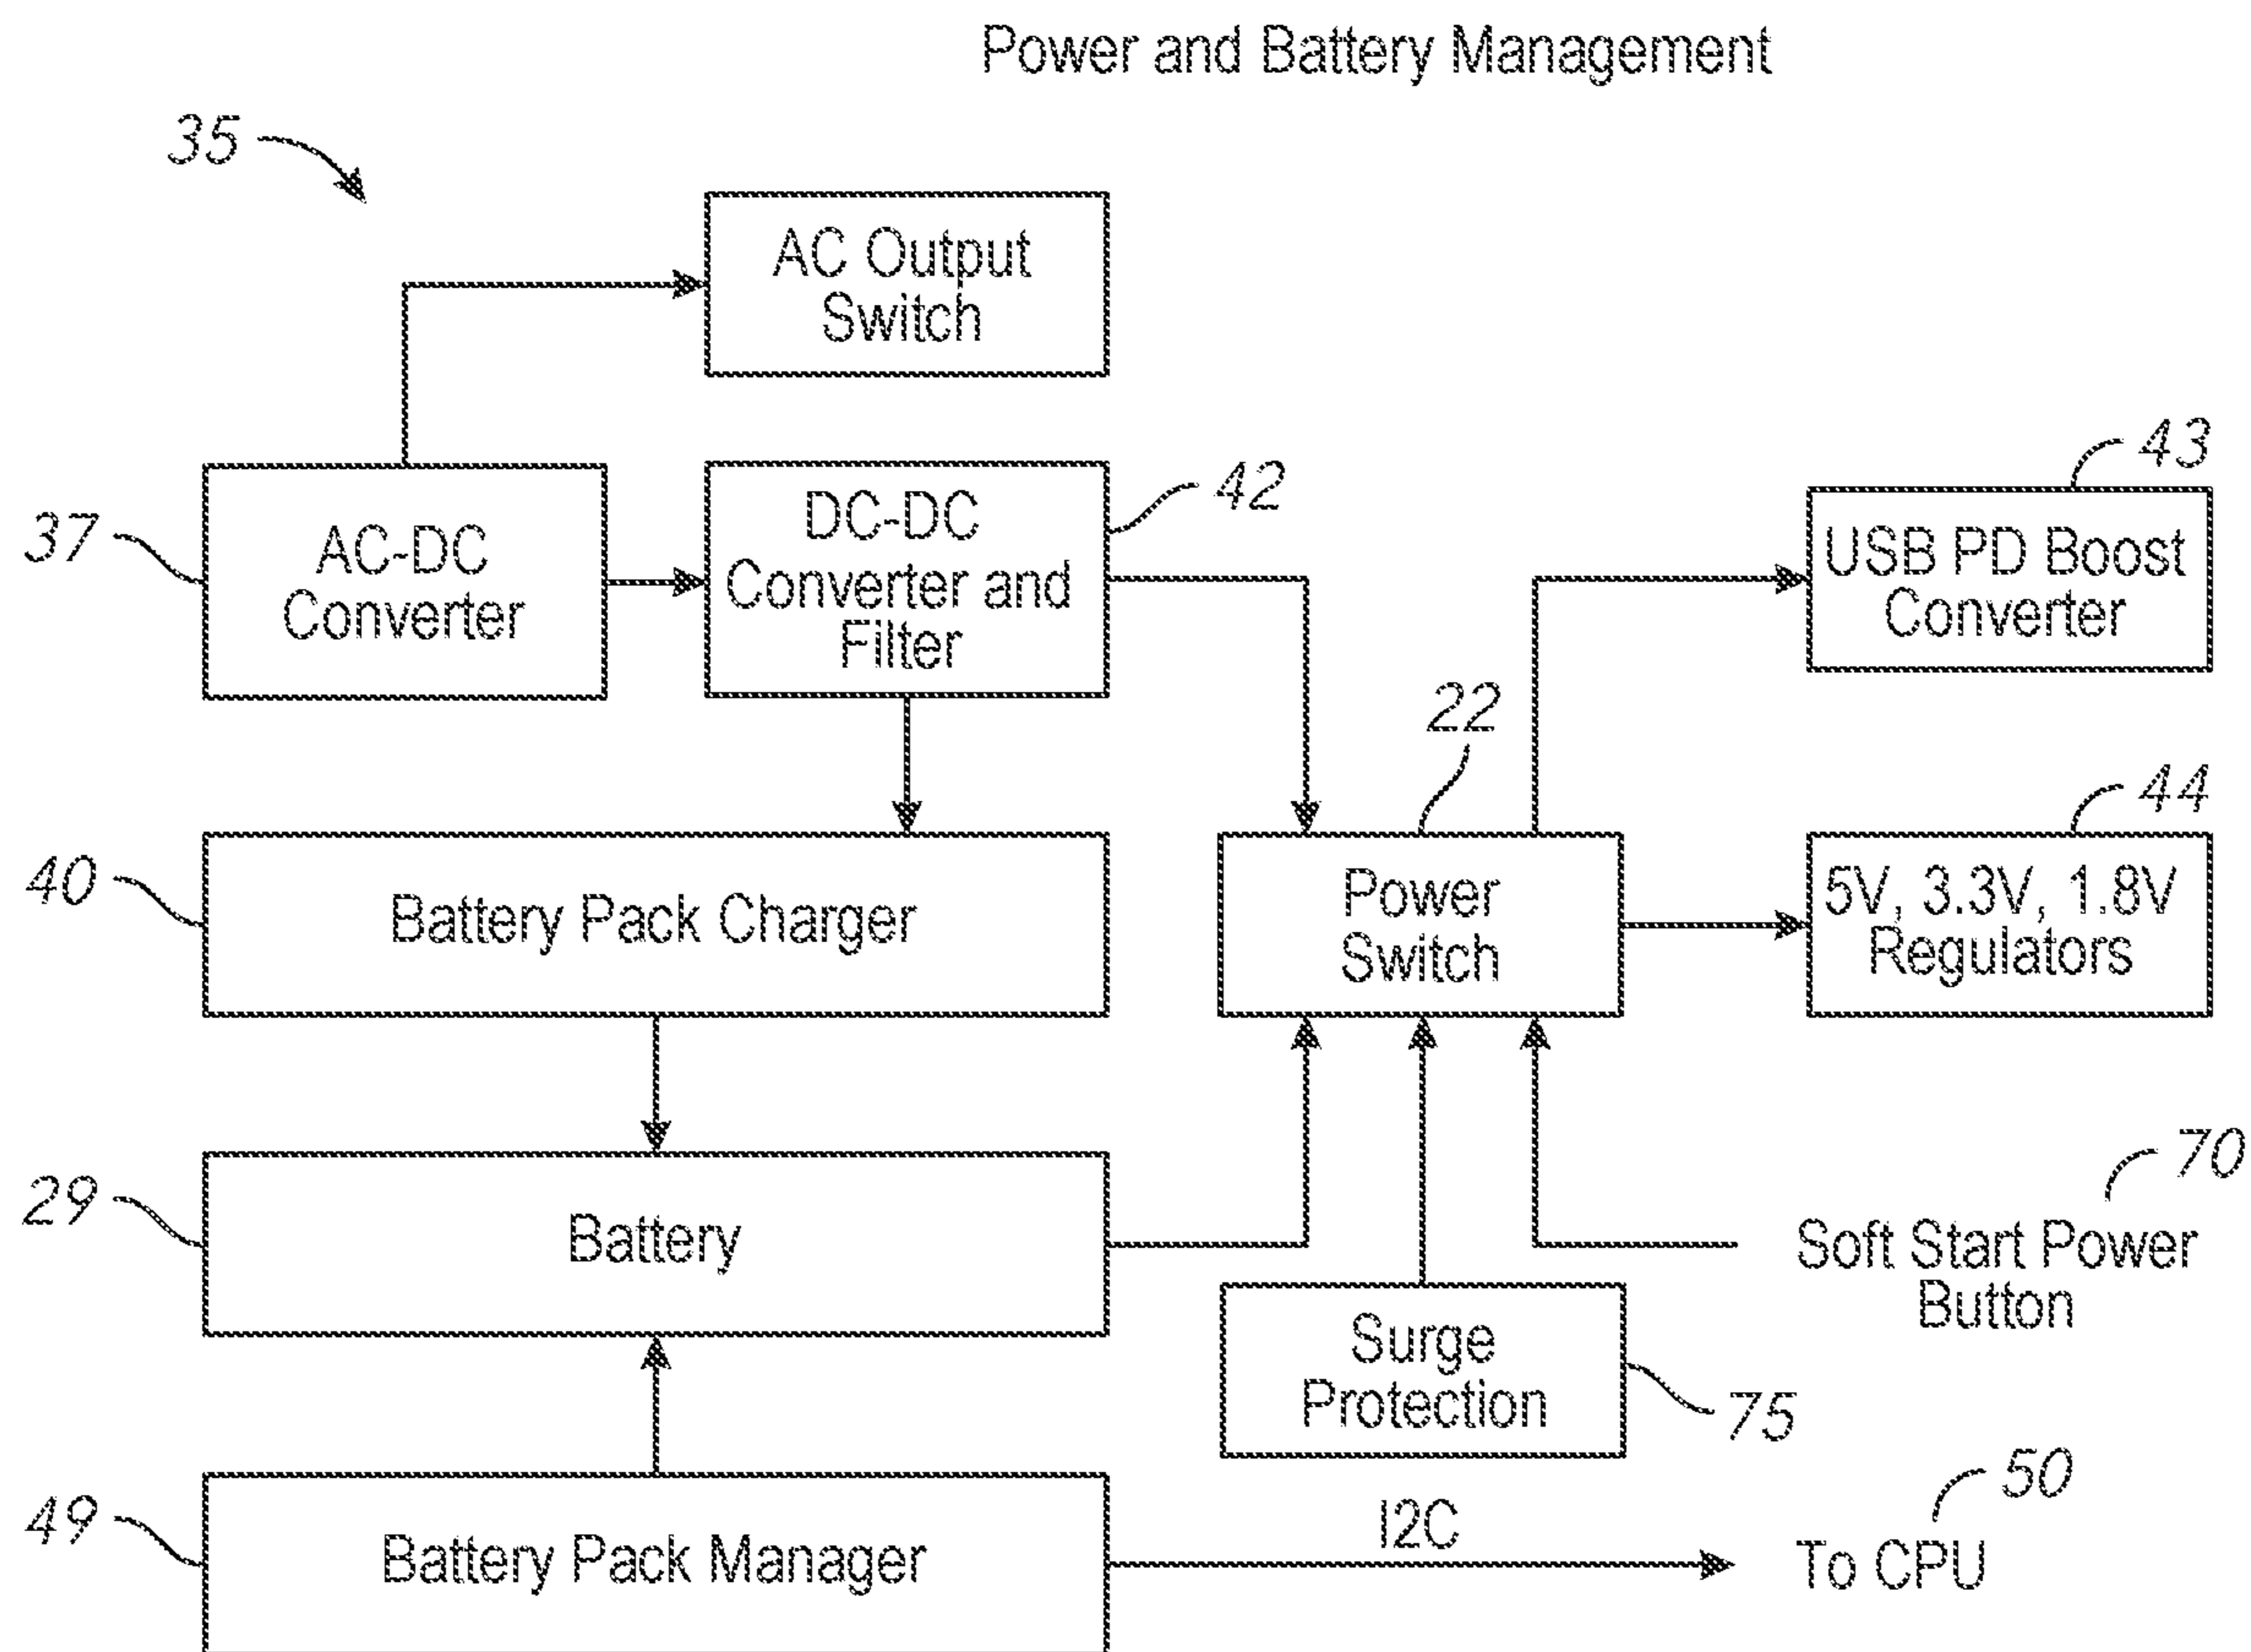 Power and Battery Management
35
AC Output
Switch
37
AC-DC
Converter
DC-DC
Converter and
Filter
42
43
USB PD Boost
Converter
22
44
40
Battery Pack Charger
Power
Switch
5V, 3.3V, 1.8V
Regulators
29
Battery
70
Soft Start Power
Button
Surge
Protection
75
49
Battery Pack Manager
I2C
50
To CPU